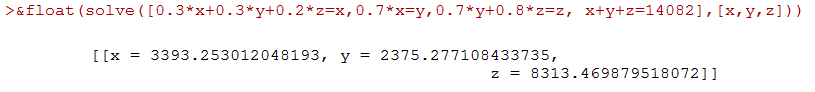 >&float(solve([0.3*x+0.3*y+0.2*z=x,0.7*x=y,0.7*y+0.8*z=z, x+y+z=14082],[x,y,z]))
[[x = 3393.253012048193, y = 2375.277108433735,
z = 8313.469879518072]]